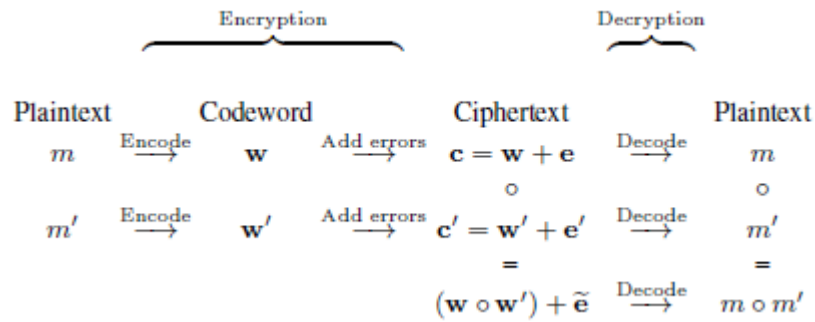 Encryption Decryption
Plaintext Codeword Ciphertext Plaintext
m Encode⟶ w Add errors⟶ c = w + e Decode⟶ m
∘ ∘
m′ Encode⟶ w′ Add errors⟶ c′ = w′ + e′ Decode⟶ m′
= =
(w ∘ w′) + ẽ Decode⟶ m ∘ m′